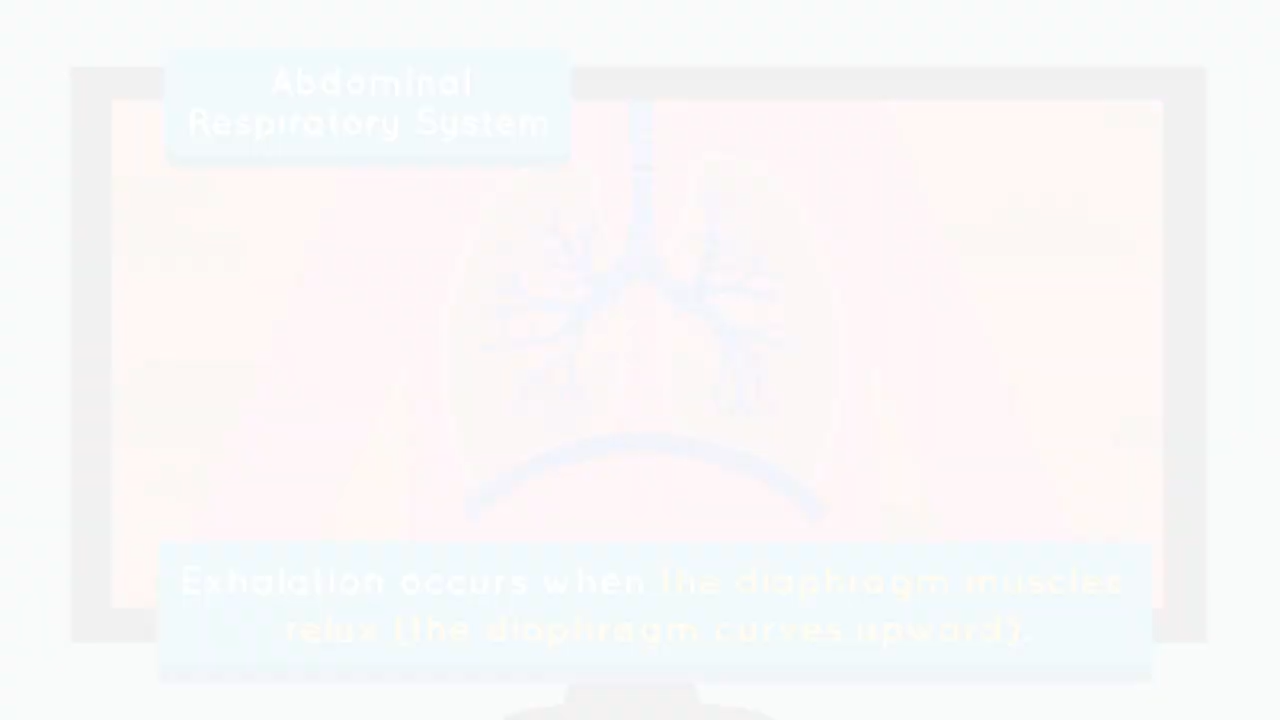 Abdominal
Respiratory System
Exhalation occurs when the diaphragm muscles
relax (the diaphragm curves upward).